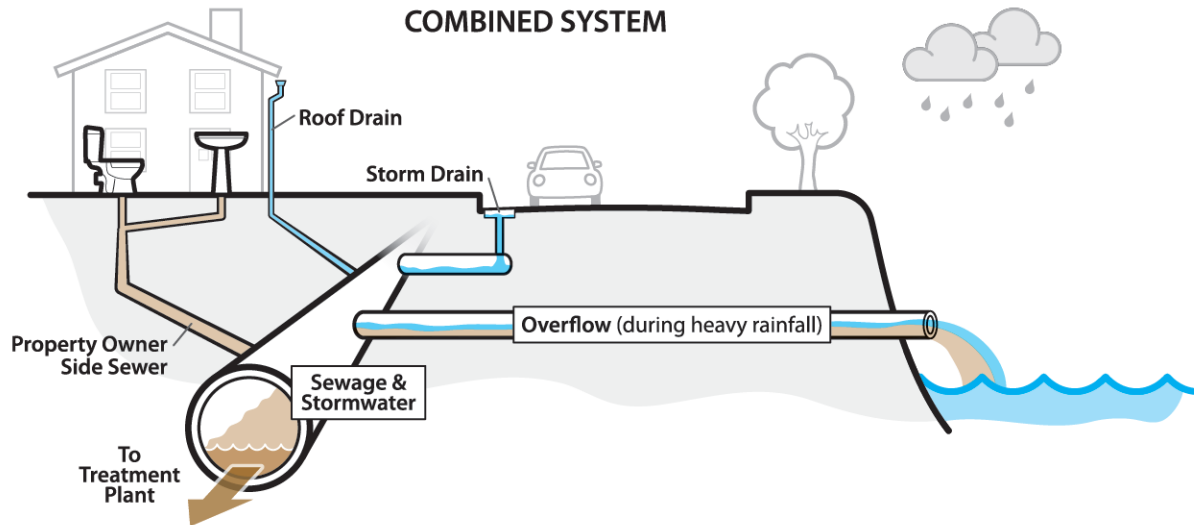 COMBINED SYSTEM
Roof Drain
Storm Drain
Overflow (during heavy rainfall)
Property Owner
Side Sewer
Sewage &
Stormwater
To
Treatment
Plant